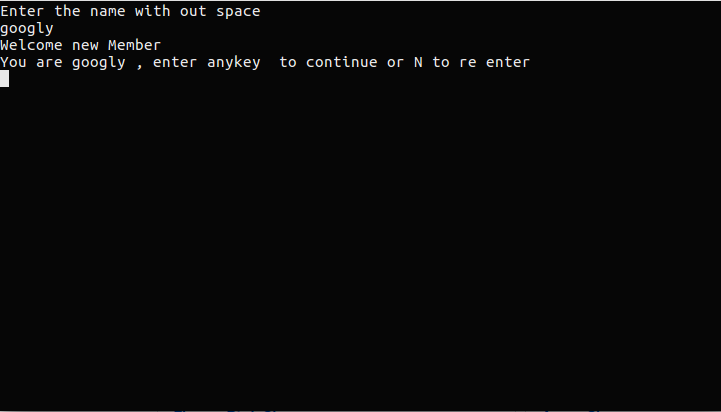 Enter the name with out space
googly
Welcome new Member
You are googly , enter anykey  to continue or N to re enter